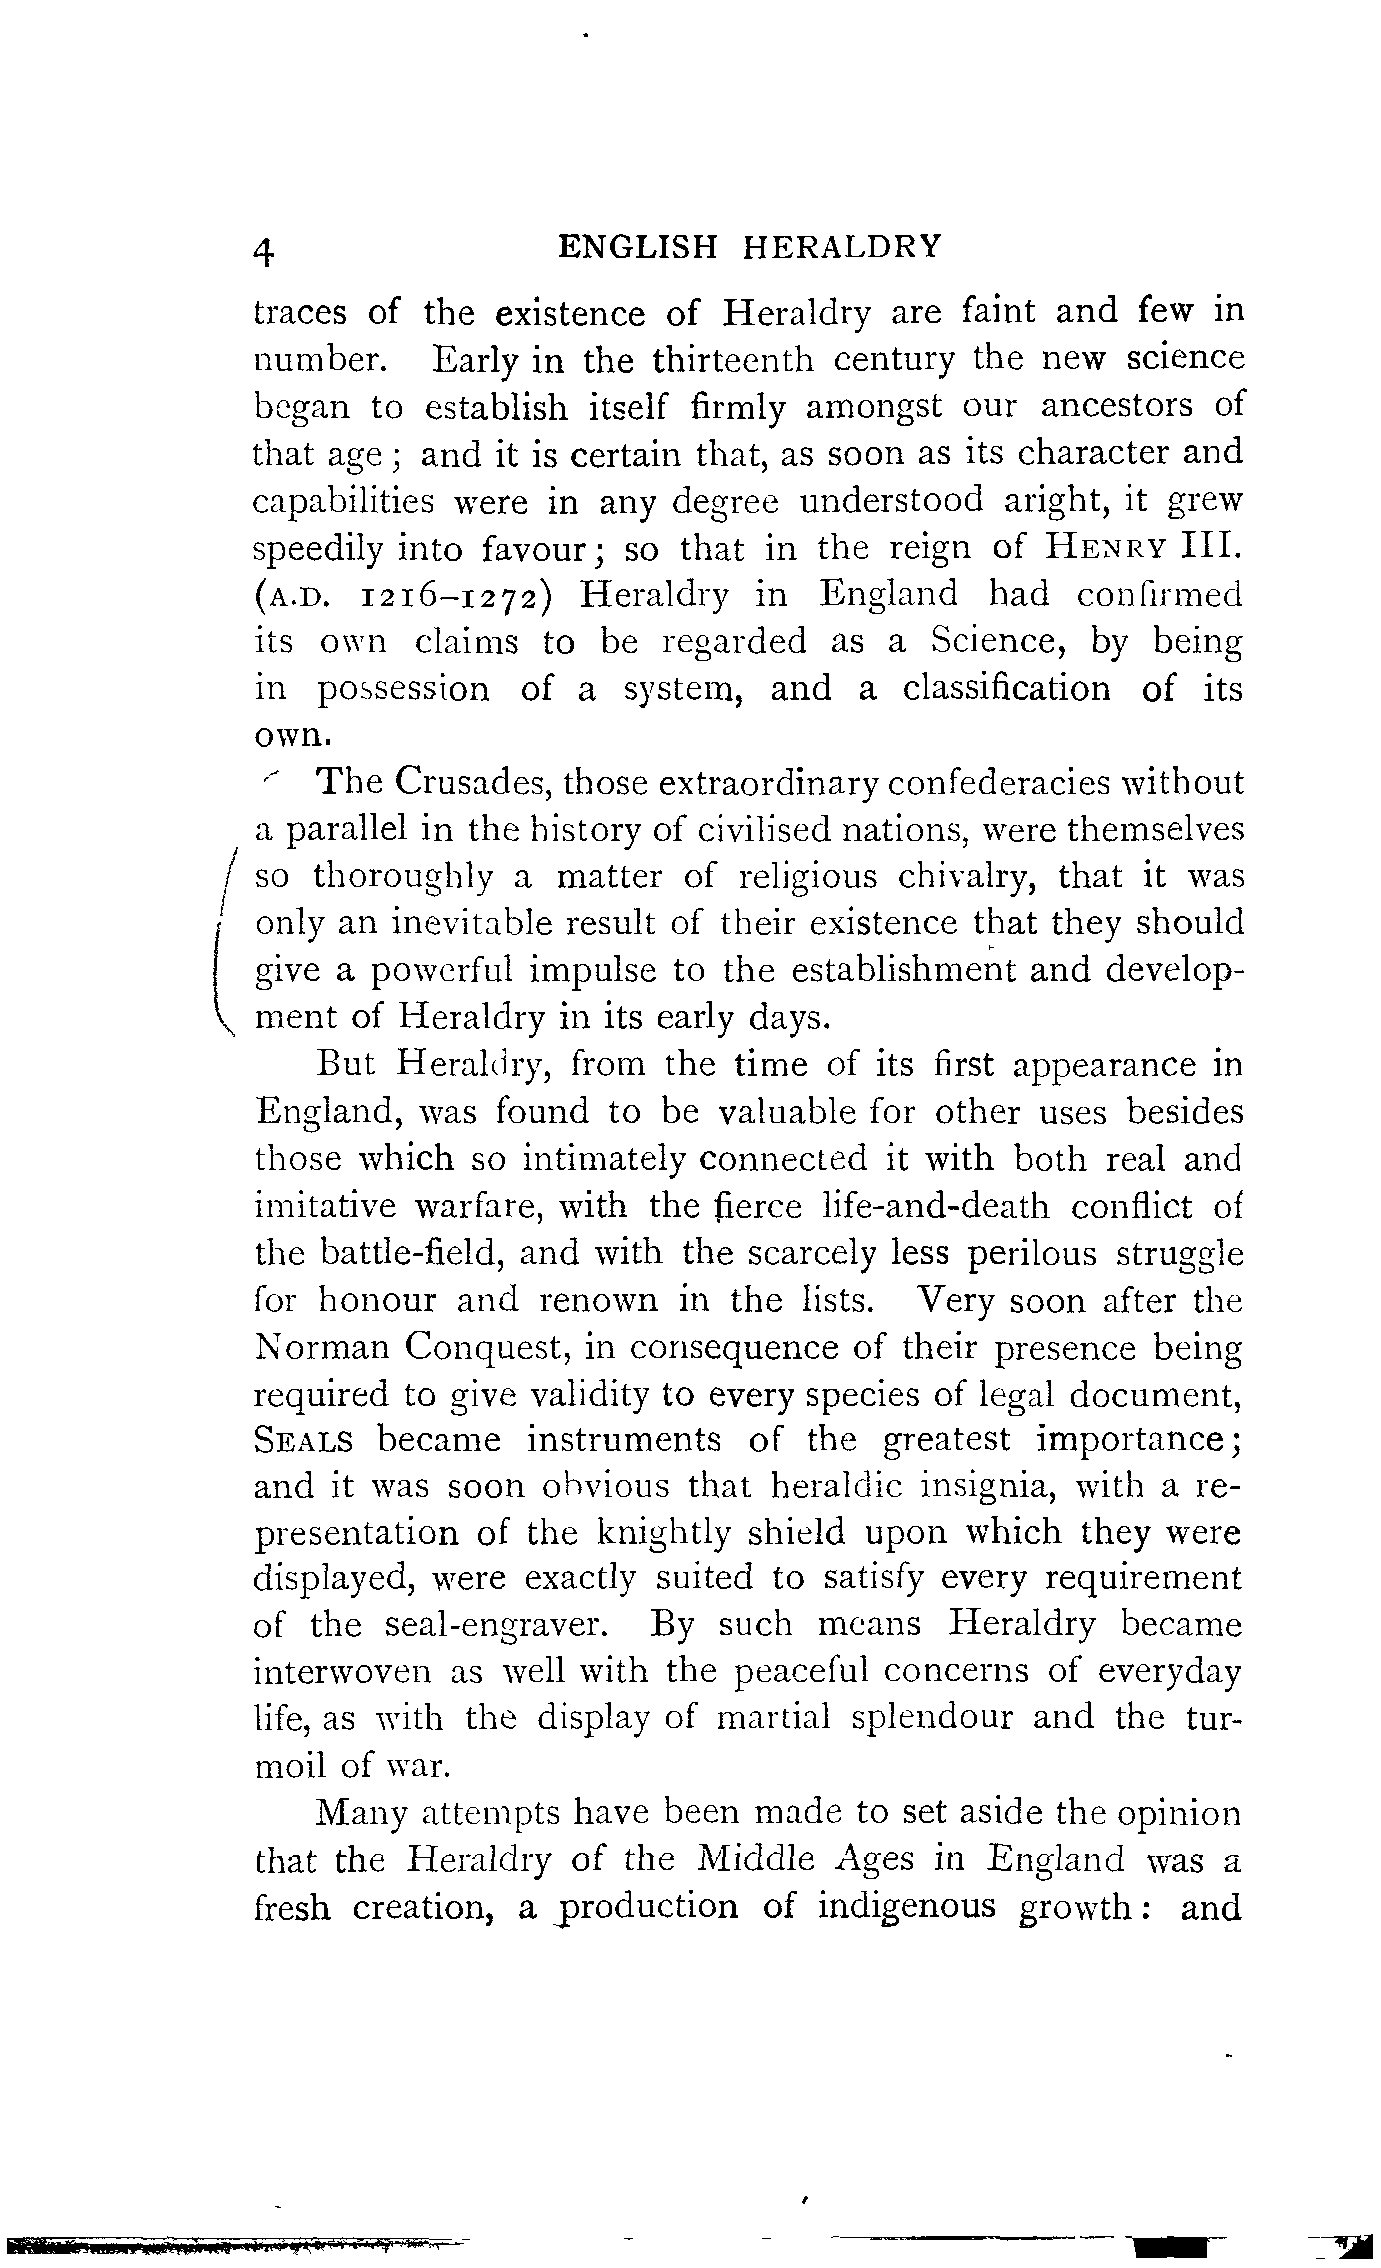 4 ENGLISH HERALDRY
traces of the existence of Heraldry are faint and few in
number. Early in the thirteenth century the new science
began to establish itself firmly amongst our ancestors of
that age ; and it is certain that, as soon as its character and
capabilities were in any degree understood aright, it grew
speedily into favour ; so that in the reign of HENRY III.
(A.D. 1216–1272) Heraldry in England had confirmed
its own claims to be regarded as a Science, by being
in possession of a system, and a classification of its
own.
The Crusades, those extraordinary confederacies without
a parallel in the history of civilised nations, were themselves
so thoroughly a matter of religious chivalry, that it was
only an inevitable result of their existence that they should
give a powerful impulse to the establishment and develop-
ment of Heraldry in its early days.
But Heraldry, from the time of its first appearance in
England, was found to be valuable for other uses besides
those which so intimately connected it with both real and
imitative warfare, with the fierce life-and-death conflict of
the battle-field, and with the scarcely less perilous struggle
for honour and renown in the lists. Very soon after the
Norman Conquest, in consequence of their presence being
required to give validity to every species of legal document,
SEALS became instruments of the greatest importance ;
and it was soon obvious that heraldic insignia, with a re-
presentation of the knightly shield upon which they were
displayed, were exactly suited to satisfy every requirement
of the seal-engraver. By such means Heraldry became
interwoven as well with the peaceful concerns of everyday
life, as with the display of martial splendour and the tur-
moil of war.
Many attempts have been made to set aside the opinion
that the Heraldry of the Middle Ages in England was a
fresh creation, a production of indigenous growth : and